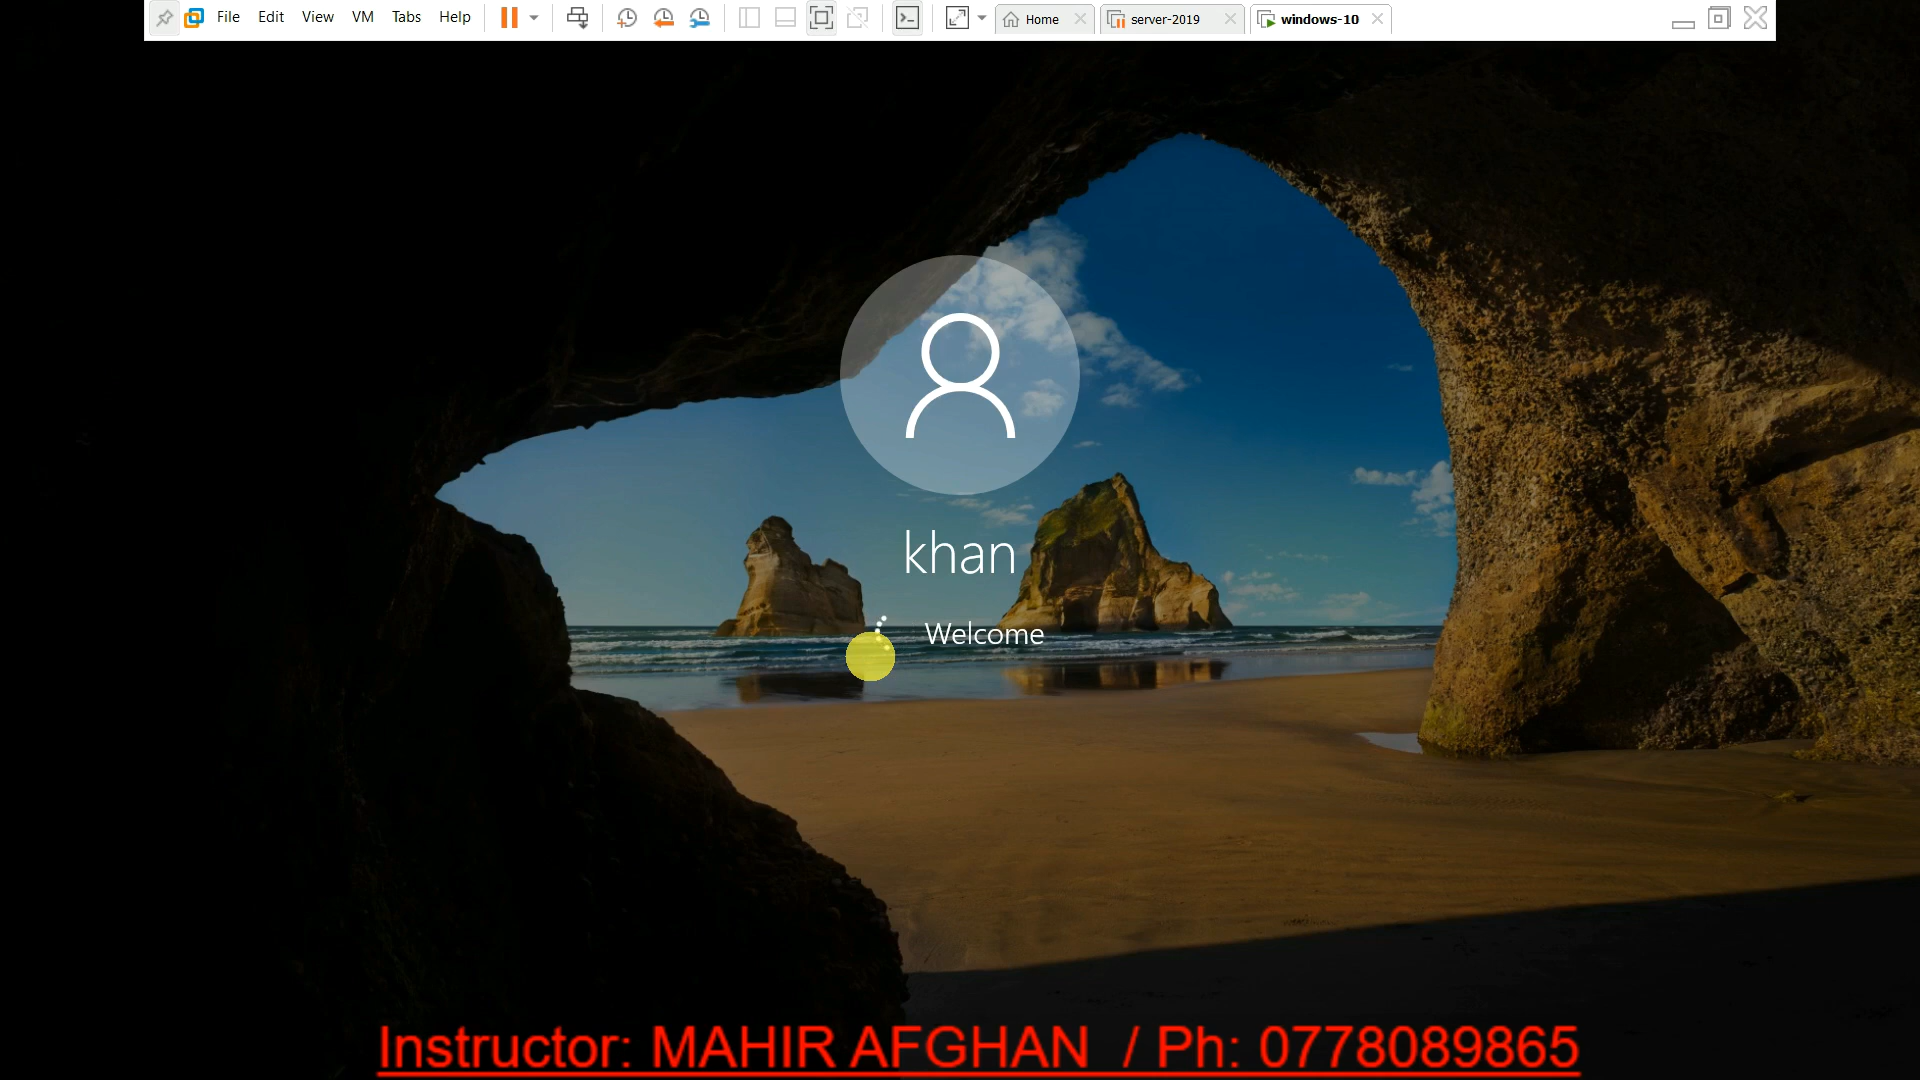 File Edit View VM Tabs Help Home server-2019 windows-10
khan
Welcome
Instructor: MAHIR AFGHAN / Ph: 0778089865